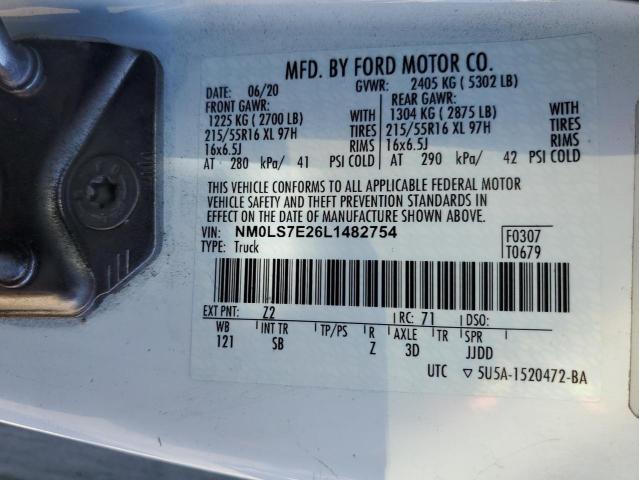 MFD. BY FORD MOTOR CO.
DATE: 06/20 GVWR: 2405 KG ( 5302 LB)
FRONT GAWR: REAR GAWR:
1225 KG ( 2700 LB) 1304 KG ( 2875 LB)
215/55R16 XL 97H TIRES 215/55R16 XL 97H TIRES
16x6.5J RIMS 16x6.5J RIMS
AT 280 kPa/ 41 PSI COLD AT 290 kPa/ 42 PSI COLD
THIS VEHICLE CONFORMS TO ALL APPLICABLE FEDERAL MOTOR
VEHICLE SAFETY AND THEFT PREVENTION STANDARDS IN
EFFECT ON THE DATE OF MANUFACTURE SHOWN ABOVE.
VIN: NM0LS7E26L1482754 F0307
TYPE: Truck T0679
EXT PNT: Z2 RC: 71 DSO:
WB INT TR TP/PS R AXLE TR SPR
121 SB Z 3D JJDD
UTC ▽ 5U5A-1520472-BA